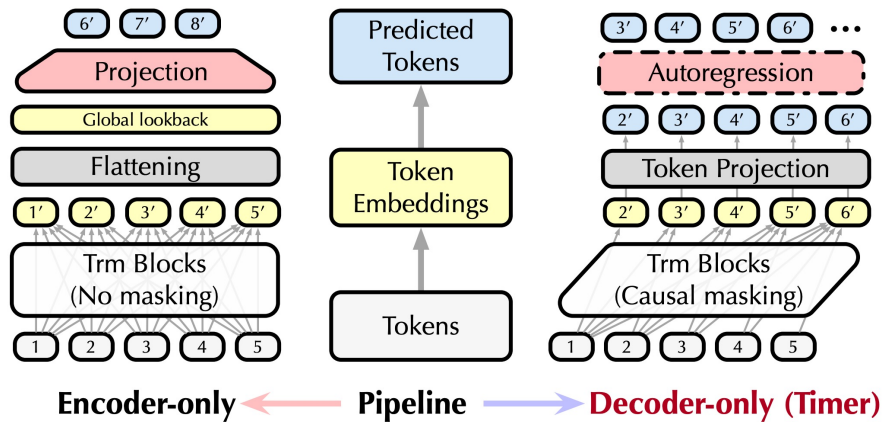 6′ 7′ 8′
Projection
Global lookback
Flattening
1′ 2′ 3′ 4′ 5′
Trm Blocks
(No masking)
1 2 3 4 5
Encoder-only
Predicted
Tokens
Token
Embeddings
Tokens
Pipeline
3′ 4′ 5′ 6′ •••
Autoregression
2′ 3′ 4′ 5′ 6′
Token Projection
2′ 3′ 4′ 5′ 6′
Trm Blocks
(Causal masking)
1 2 3 4 5
Decoder-only (Timer)